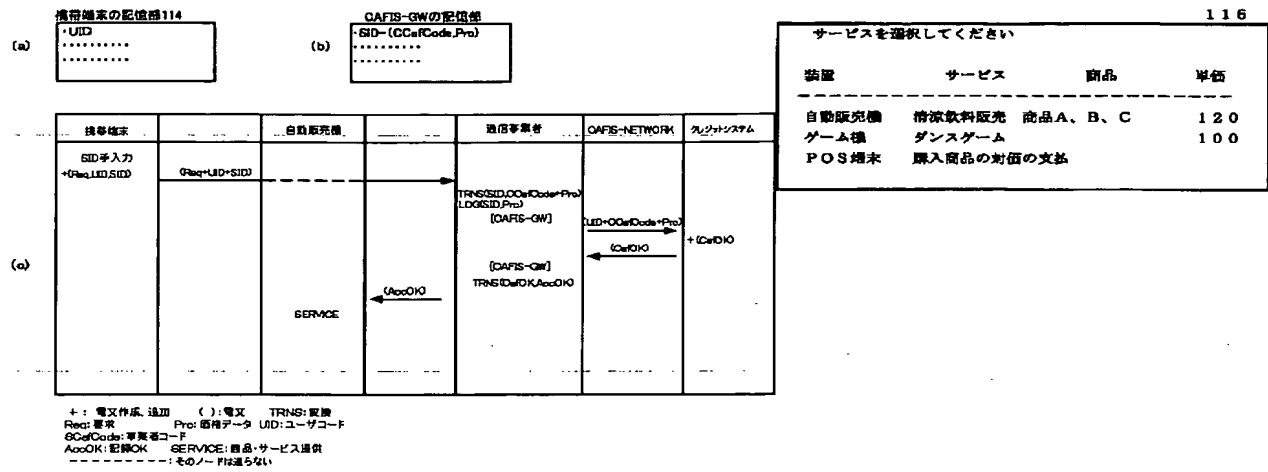 携帯端末の記憶部114
(a)
・UID
‥‥‥‥‥
‥‥‥‥‥
CAFIS-GWの記憶部
(b)
・SID-(CCafCode,Pro)
‥‥‥‥‥
‥‥‥‥‥
116
サービスを選択してください
装置 サービス 商品 単価
自動販売機 清涼飲料販売 商品A、B、C 120
ゲーム機 ダンスゲーム 100
POS端末 購入商品の対価の支払
(c)
携帯端末 自動販売機 通信事業者 CAFIS-NETWORK クレジットシステム
SID手入力
+(Req,UID,SID) (Req+UID+SID)
TRNS(SID,CCafCode+Pro)
LOG(SID,Pro)
[CAFIS-GW] (UID+CCafCode+Pro)
+(CafOK)
(CafOK)
[CAFIS-GW]
TRNS(CafOK,AccOK)
(AccOK)
SERVICE
+: 電文作成、追加 ( ):電文 TRNS:変換
Req:要求 Pro:価格データ UID:ユーザコード
CCafCode:事業者コード
AccOK:記録OK SERVICE:商品・サービス提供
----------:そのノードは通らない